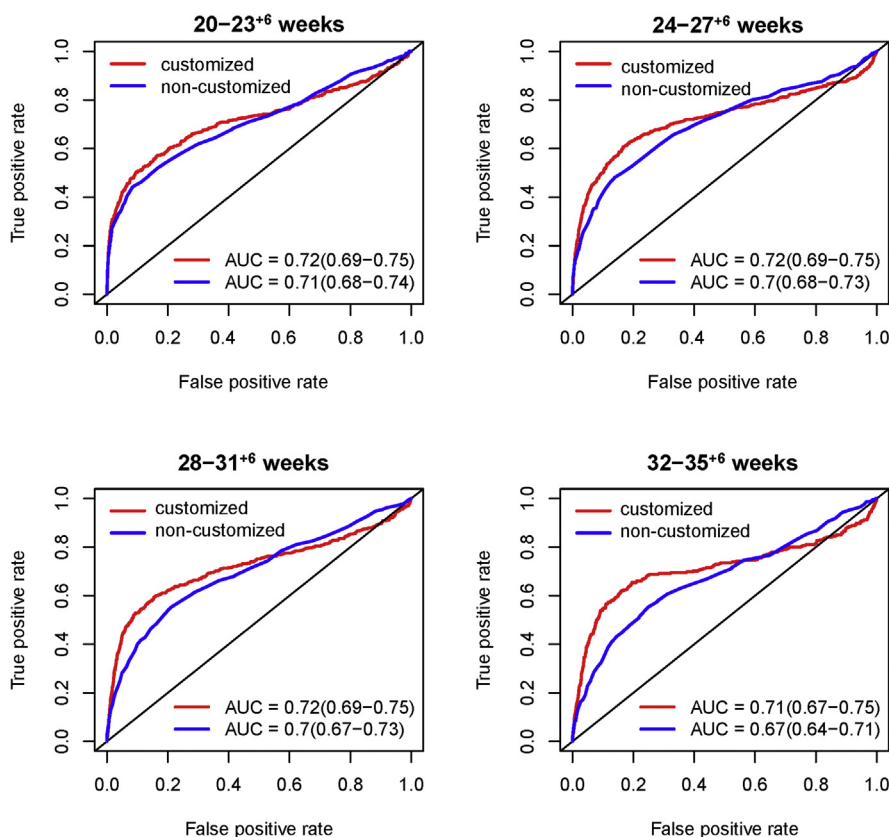 20−23⁺⁶ weeks
True positive rate
0.0 0.2 0.4 0.6 0.8 1.0
customized
non−customized
AUC = 0.72(0.69−0.75)
AUC = 0.71(0.68−0.74)
0.0 0.2 0.4 0.6 0.8 1.0
False positive rate
24−27⁺⁶ weeks
True positive rate
0.0 0.2 0.4 0.6 0.8 1.0
customized
non−customized
AUC = 0.72(0.69−0.75)
AUC = 0.7(0.68−0.73)
0.0 0.2 0.4 0.6 0.8 1.0
False positive rate
28−31⁺⁶ weeks
True positive rate
0.0 0.2 0.4 0.6 0.8 1.0
customized
non−customized
AUC = 0.72(0.69−0.75)
AUC = 0.7(0.67−0.73)
0.0 0.2 0.4 0.6 0.8 1.0
False positive rate
32−35⁺⁶ weeks
True positive rate
0.0 0.2 0.4 0.6 0.8 1.0
customized
non−customized
AUC = 0.71(0.67−0.75)
AUC = 0.67(0.64−0.71)
0.0 0.2 0.4 0.6 0.8 1.0
False positive rate